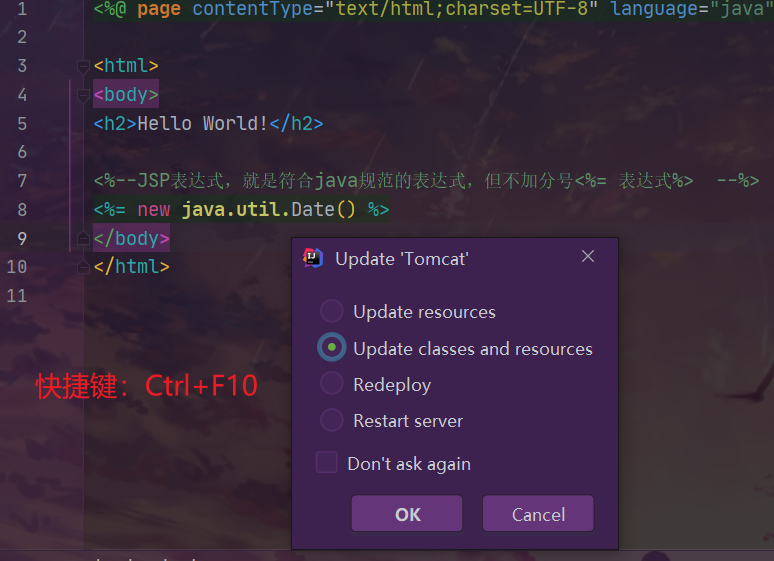 1 <%@ page contentType="text/html;charset=UTF-8" language="java"
2
3 <html>
4 <body>
5 <h2>Hello World!</h2>
6
7 <%--JSP表达式，就是符合java规范的表达式，但不加分号<%= 表达式%>  --%>
8 <%= new java.util.Date() %>
9 </body>
10 </html>
11
Update 'Tomcat'
Update resources
Update classes and resources
Redeploy
Restart server
Don't ask again
OK
Cancel
快捷键：Ctrl+F10